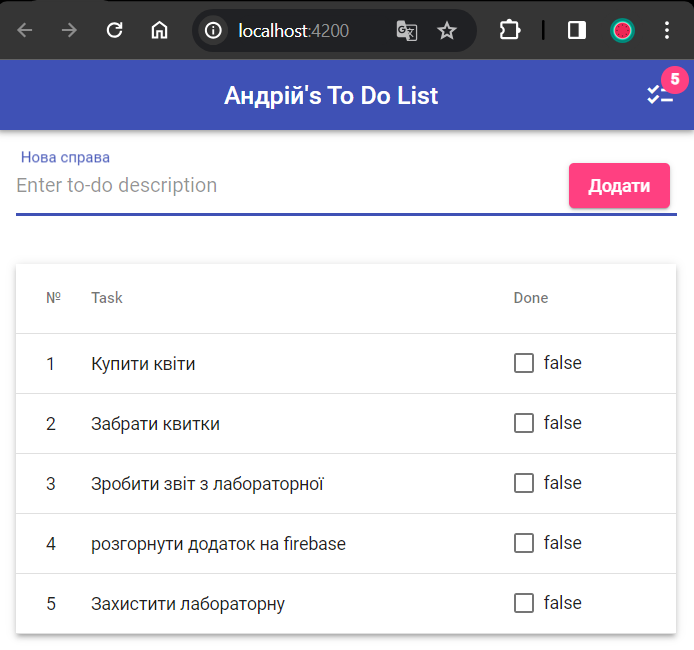 localhost:4200
Андрій's To Do List
5
Нова справа
Enter to-do description
Додати
№ Task Done
1 Купити квіти false
2 Забрати квитки false
3 Зробити звіт з лабораторної false
4 розгорнути додаток на firebase false
5 Захистити лабораторну false